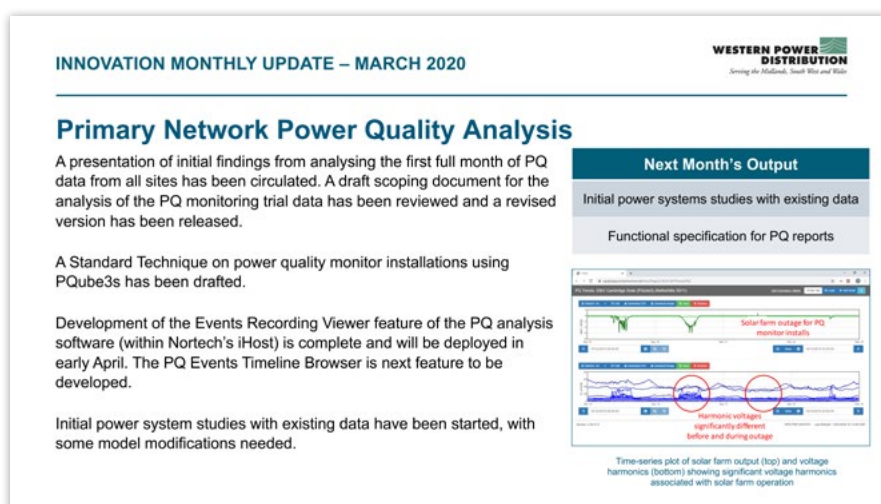 INNOVATION MONTHLY UPDATE – MARCH 2020
WESTERN POWER
DISTRIBUTION
Serving the Midlands, South West and Wales
Primary Network Power Quality Analysis
A presentation of initial findings from analysing the first full month of PQ
data from all sites has been circulated. A draft scoping document for the
analysis of the PQ monitoring trial data has been reviewed and a revised
version has been released.
A Standard Technique on power quality monitor installations using
PQube3s has been drafted.
Development of the Events Recording Viewer feature of the PQ analysis
software (within Nortech's iHost) is complete and will be deployed in
early April. The PQ Events Timeline Browser is next feature to be
developed.
Initial power system studies with existing data have been started, with
some model modifications needed.
Next Month's Output
Initial power systems studies with existing data
Functional specification for PQ reports
Solar farm outage for PQ
monitor installs
Harmonic voltages
significantly different
before and during outage
Time-series plot of solar farm output (top) and voltage
harmonics (bottom) showing significant voltage harmonics
associated with solar farm operation